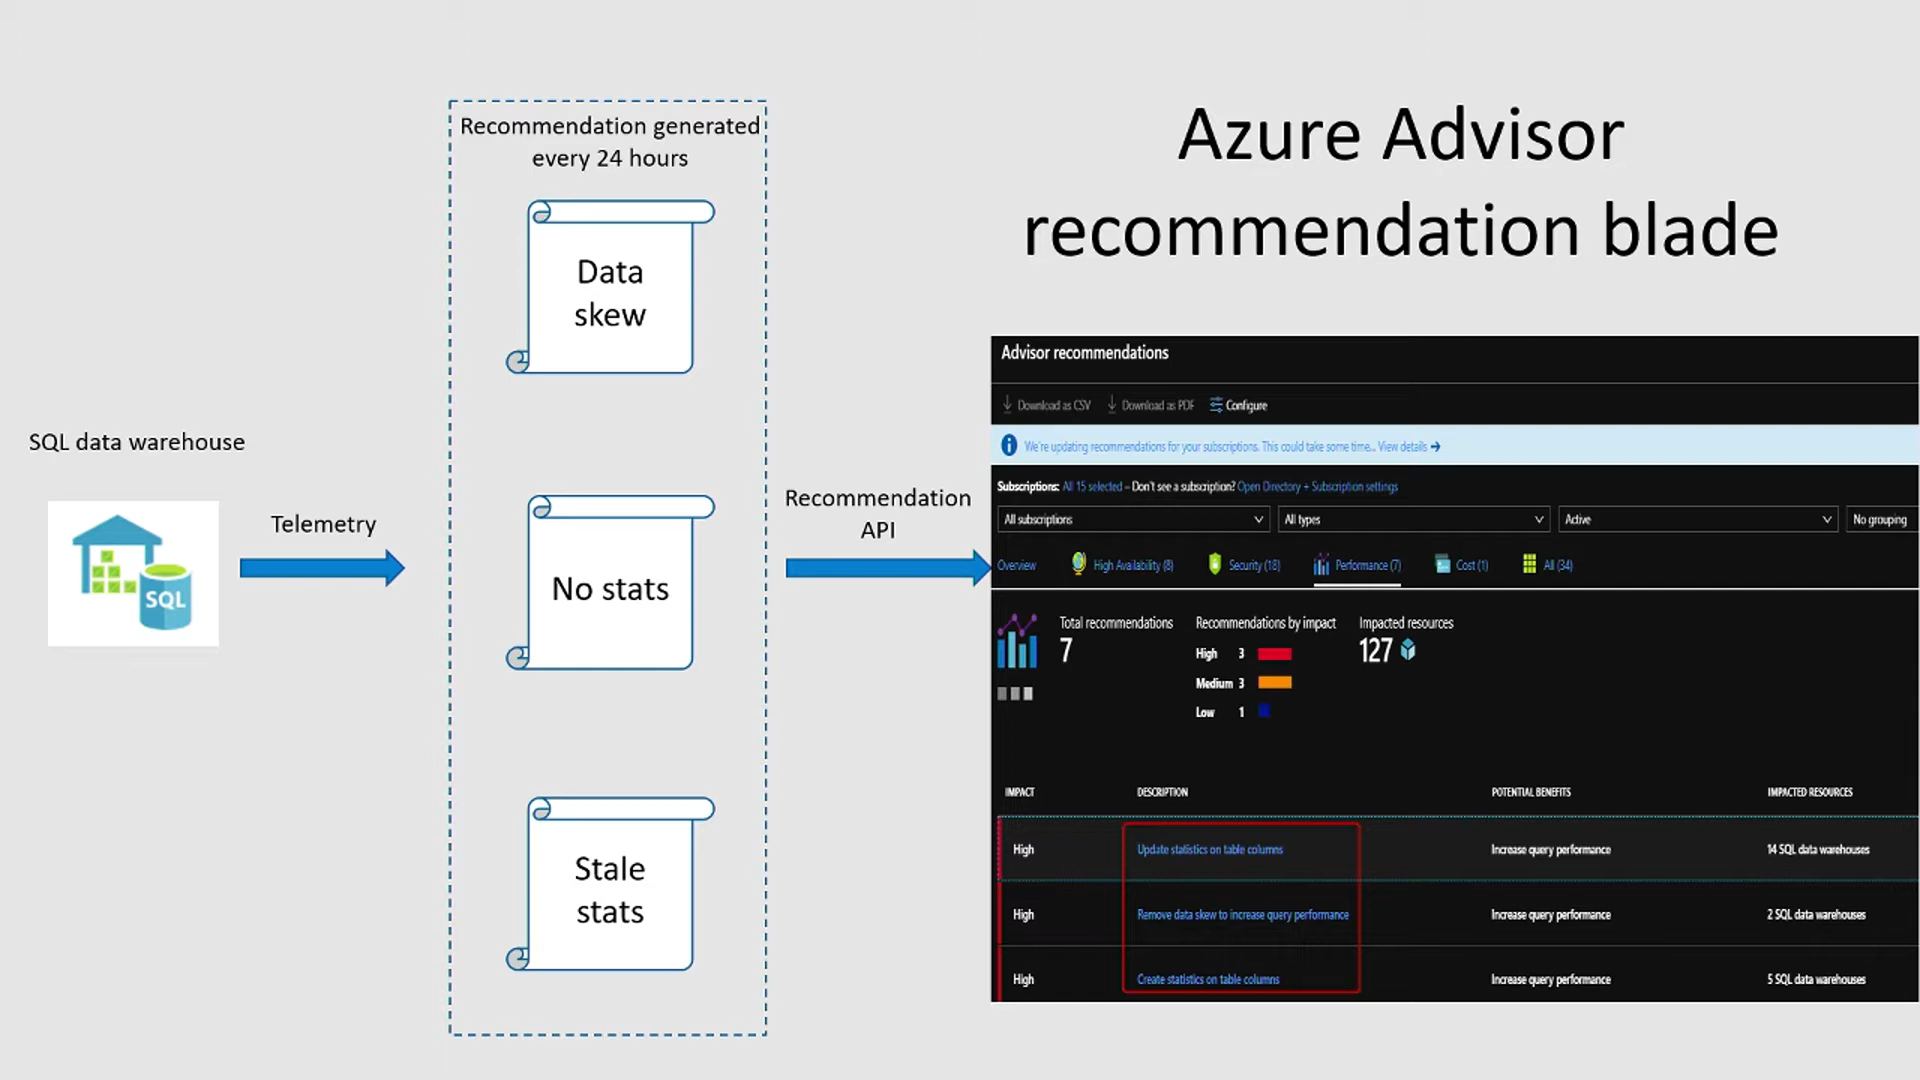 Azure Advisor
recommendation blade
SQL data warehouse
SQL
Telemetry
Recommendation generated
every 24 hours
Data
skew
No stats
Stale
stats
Recommendation
API
Advisor recommendations
Download as CSV Download as PDF Configure
We're updating recommendations for your subscriptions. This could take some time... View details →
Subscriptions: All 15 selected – Don't see a subscription? Open Directory + Subscription settings
All subscriptions All types Active No grouping
Overview High Availability (8) Security (18) Performance (7) Cost (1) All (34)
Total recommendations Recommendations by impact Impacted resources
7 High 3 127
Medium 3
Low 1
IMPACT DESCRIPTION POTENTIAL BENEFITS IMPACTED RESOURCES
High Update statistics on table columns Increase query performance 14 SQL data warehouses
High Remove data skew to increase query performance Increase query performance 2 SQL data warehouses
High Create statistics on table columns Increase query performance 5 SQL data warehouses